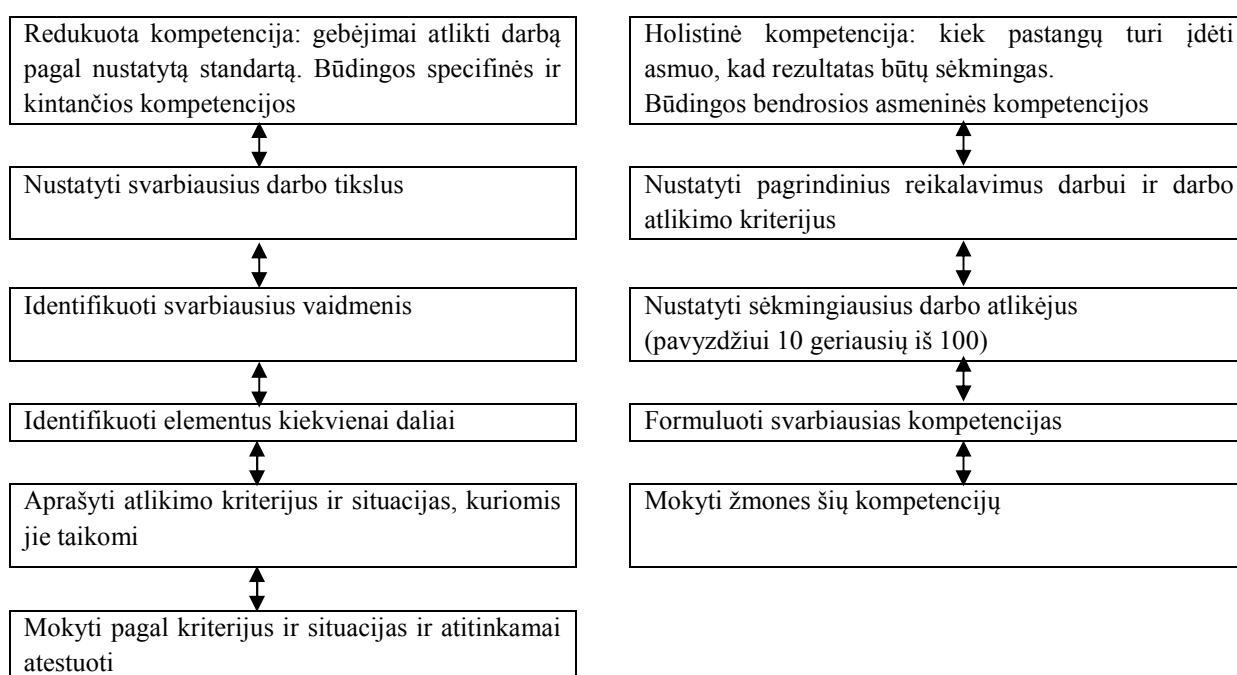 Redukuota kompetencija: gebėjimai atlikti darbą
pagal nustatytą standartą. Būdingos specifinės ir
kintančios kompetencijos
Nustatyti svarbiausius darbo tikslus
Identifikuoti svarbiausius vaidmenis
Identifikuoti elementus kiekvienai daliai
Aprašyti atlikimo kriterijus ir situacijas, kuriomis
jie taikomi
Mokyti pagal kriterijus ir situacijas ir atitinkamai
atestuoti
Holistinė kompetencija: kiek pastangų turi įdėti
asmuo, kad rezultatas būtų sėkmingas.
Būdingos bendrosios asmeninės kompetencijos
Nustatyti pagrindinius reikalavimus darbui ir darbo
atlikimo kriterijus
Nustatyti sėkmingiausius darbo atlikėjus
(pavyzdžiui 10 geriausių iš 100)
Formuluoti svarbiausias kompetencijas
Mokyti žmones šių kompetencijų